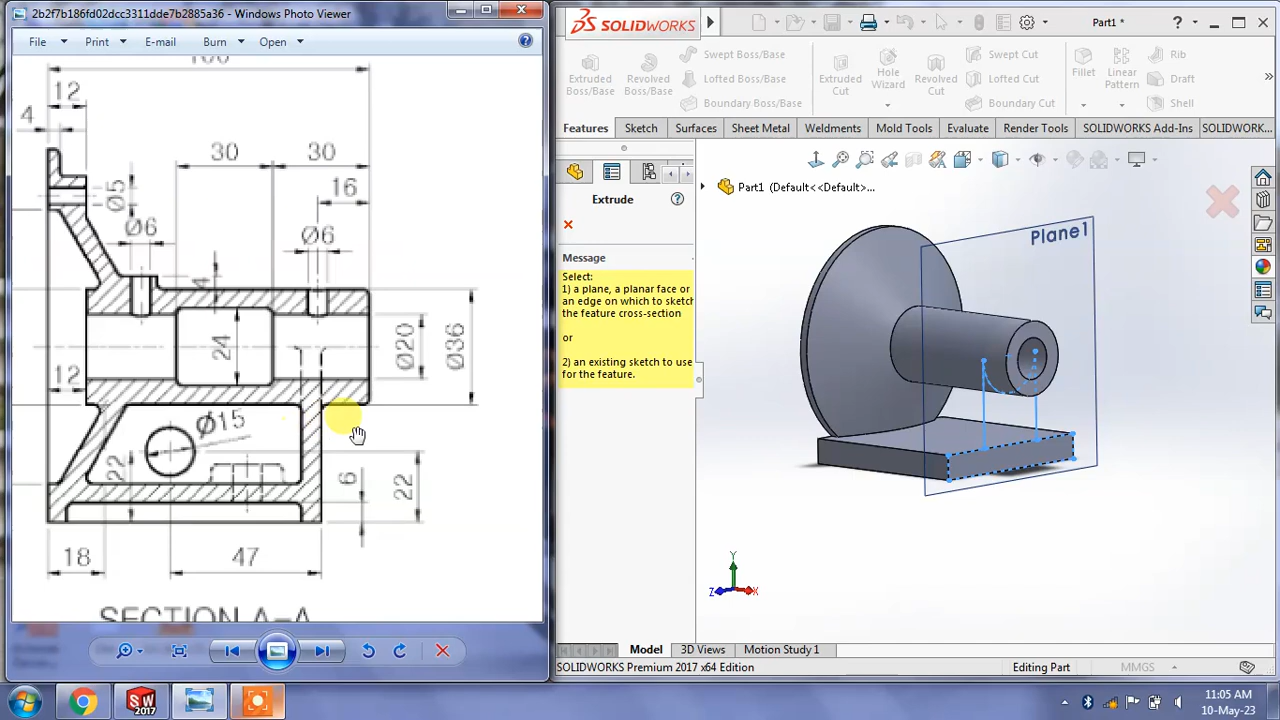 2b2f7b186fd02dcc3311dde7b2885a36 - Windows Photo Viewer
File Print E-mail Burn Open
100
12
4
30 30
16
Ø5
Ø6 Ø6
4
24
Ø20
Ø36
12
Ø15
22
6
22
18 47
SECTION A-A
SOLIDWORKS
Part1 *
Extruded Boss/Base
Revolved Boss/Base
Swept Boss/Base
Lofted Boss/Base
Boundary Boss/Base
Extruded Cut
Hole Wizard
Revolved Cut
Swept Cut
Lofted Cut
Boundary Cut
Fillet
Linear Pattern
Rib
Draft
Shell
Features Sketch Surfaces Sheet Metal Weldments Mold Tools Evaluate Render Tools SOLIDWORKS Add-Ins SOLIDWORK...
Part1 (Default<<Default>...
Extrude
Message
Select:
1) a plane, a planar face or
an edge on which to sketch
the feature cross-section
or
2) an existing sketch to use
for the feature.
Plane1
Y
Z X
Model 3D Views Motion Study 1
SOLIDWORKS Premium 2017 x64 Edition Editing Part MMGS
SW
2017
11:05 AM
10-May-23